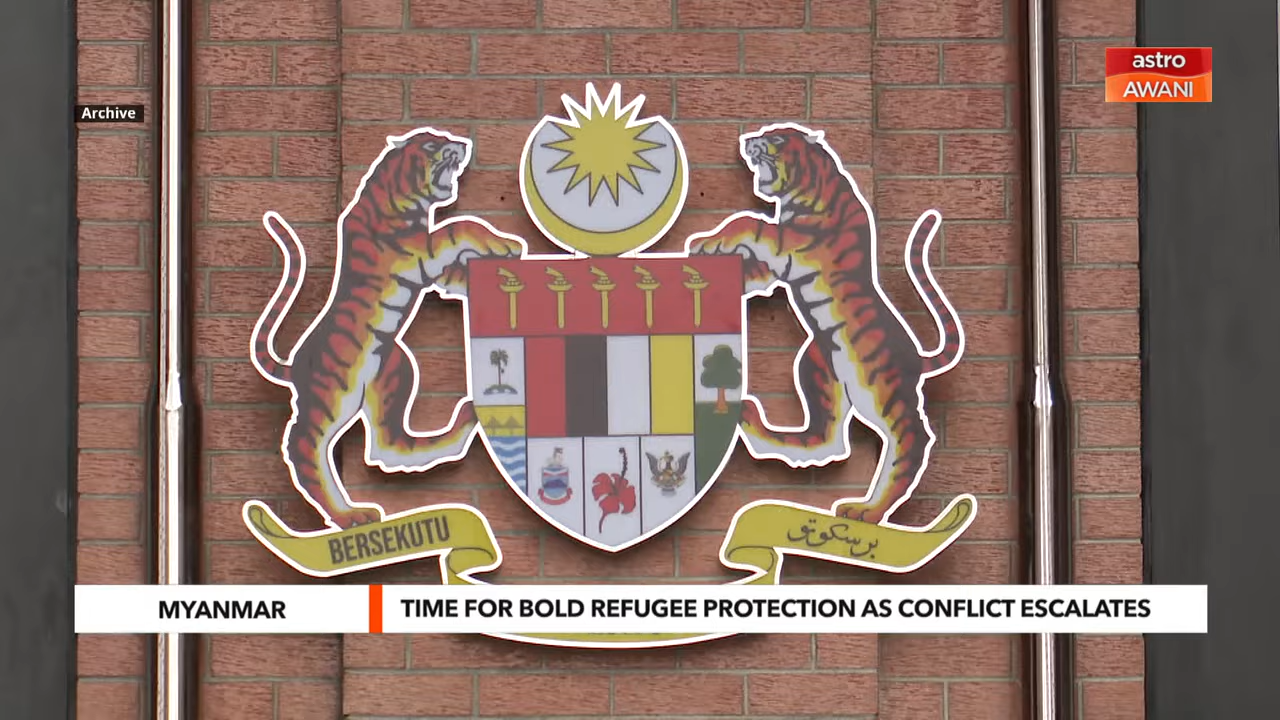 astro
AWANI
Archive
BERSEKUTU
برسکوتو
MYANMAR
TIME FOR BOLD REFUGEE PROTECTION AS CONFLICT ESCALATES